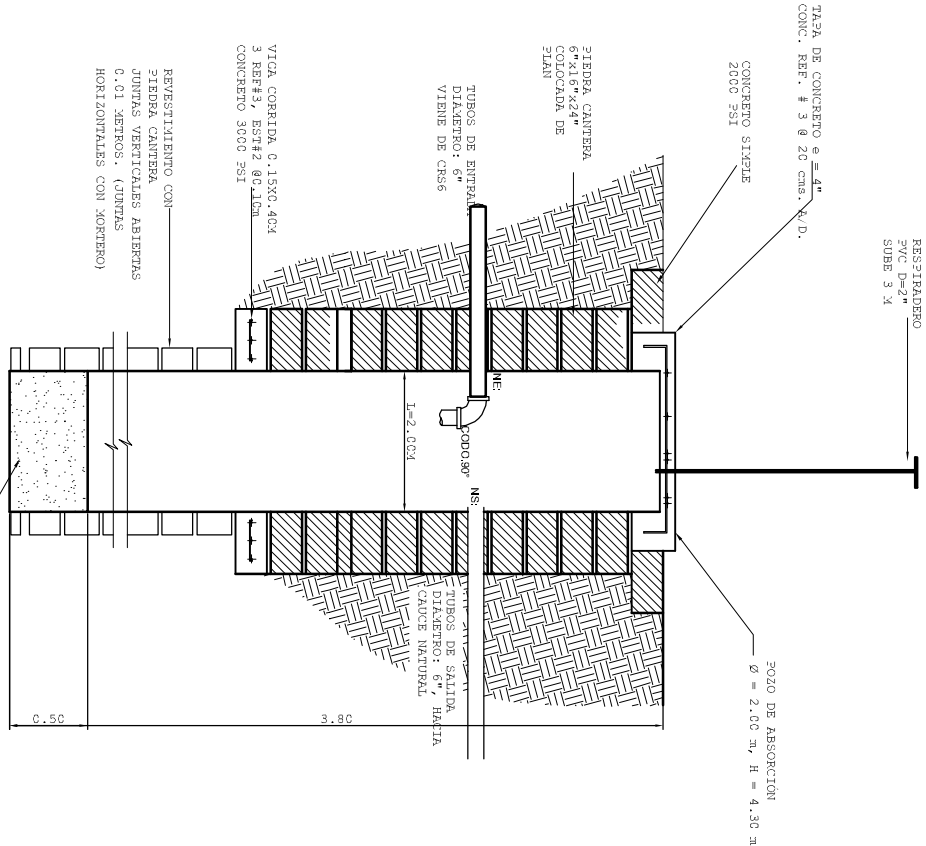 RESPIRADERO
PVC D=2"
SUBE 3 M
TAPA DE CONCRETO e = 4"
CONC. REF. # 3 @ 20 cms. A/D.
CONCRETO SIMPLE
2000 PSI
PIEDRA CANTERA
6"x16"x24"
COLOCADA DE
PLAN
TUBOS DE ENTRADA
DIAMETRO: 6"
VIENE DE CRS6
VIGA CORRIDA 0.15X0.40M
3 REF#3, EST#2 @0.10m
CONCRETO 3000 PSI
REVESTIMIENTO CON
PIEDRA CANTERA
JUNTAS VERTICALES ABIERTAS
0.01 METROS. (JUNTAS
HORIZONTALES CON MORTERO)
NE:
CODO.90°
NS:
L=2.00M
TUBOS DE SALIDA
DIAMETRO: 6", HACIA
CAUCE NATURAL
POZO DE ABSORCIÓN
Ø = 2.00 m, H = 4.30 m
3.80
0.50